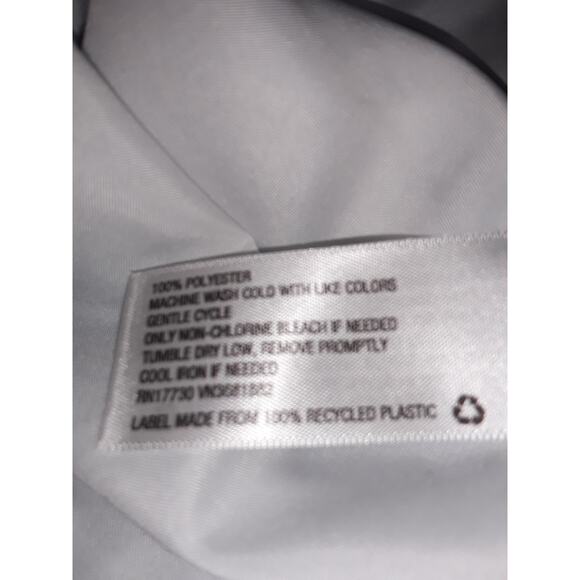 100% POLYESTER
MACHINE WASH COLD WITH LIKE COLORS
GENTLE CYCLE
ONLY NON-CHLORINE BLEACH IF NEEDED
TUMBLE DRY LOW, REMOVE PROMPTLY
COOL IRON IF NEEDED
RN17730
LABEL MADE FROM 100% RECYCLED PLASTIC